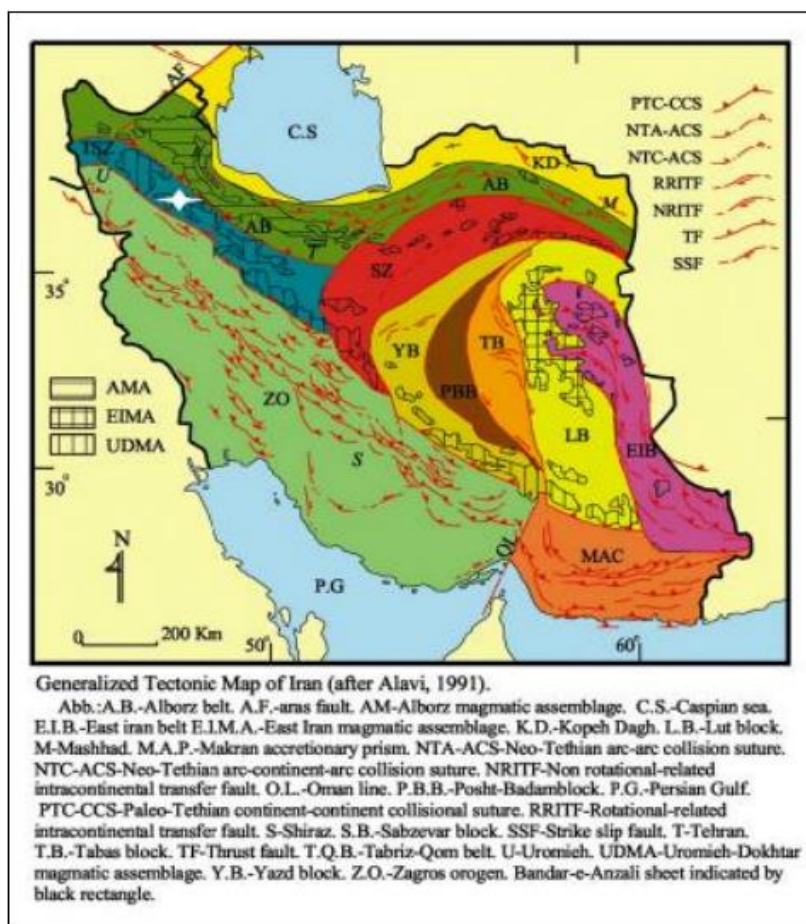 AF
C.S
PTC-CCS
NTA-ACS
NTC-ACS
RRITF
NRITF
TF
SSF
KD
TSZ
U
AB
M
AB
T
35°
SZ
YB
TB
PBB
AMA
EIMA
UDMA
ZO
S
LB
EIB
30°
N
OL
MAC
P.G
0 200 Km
50°
60°
Generalized Tectonic Map of Iran (after Alavi, 1991).
Abb.:A.B.-Alborz belt. A.F.-aras fault. AM-Alborz magmatic assemblage. C.S.-Caspian sea.
E.I.B.-East iran belt E.I.M.A.-East Iran magmatic assemblage. K.D.-Kopeh Dagh. L.B.-Lut block.
M-Mashhad. M.A.P.-Makran accretionary prism. NTA-ACS-Neo-Tethian arc-arc collision suture.
NTC-ACS-Neo-Tethian arc-continent-arc collision suture. NRITF-Non rotational-related
intracontinental transfer fault. O.L.-Oman line. P.B.B.-Posht-Badamblock. P.G.-Persian Gulf.
PTC-CCS-Paleo-Tethian continent-continent collisional suture. RRITF-Rotational-related
intracontinental transfer fault. S-Shiraz. S.B.-Sabzevar block. SSF-Strike slip fault. T-Tehran.
T.B.-Tabas block. TF-Thrust fault. T.Q.B.-Tabriz-Qom belt. U-Uromieh. UDMA-Uromieh-Dokhtar
magmatic assemblage. Y.B.-Yazd block. Z.O.-Zagros orogen. Bandar-e-Anzali sheet indicated by
black rectangle.